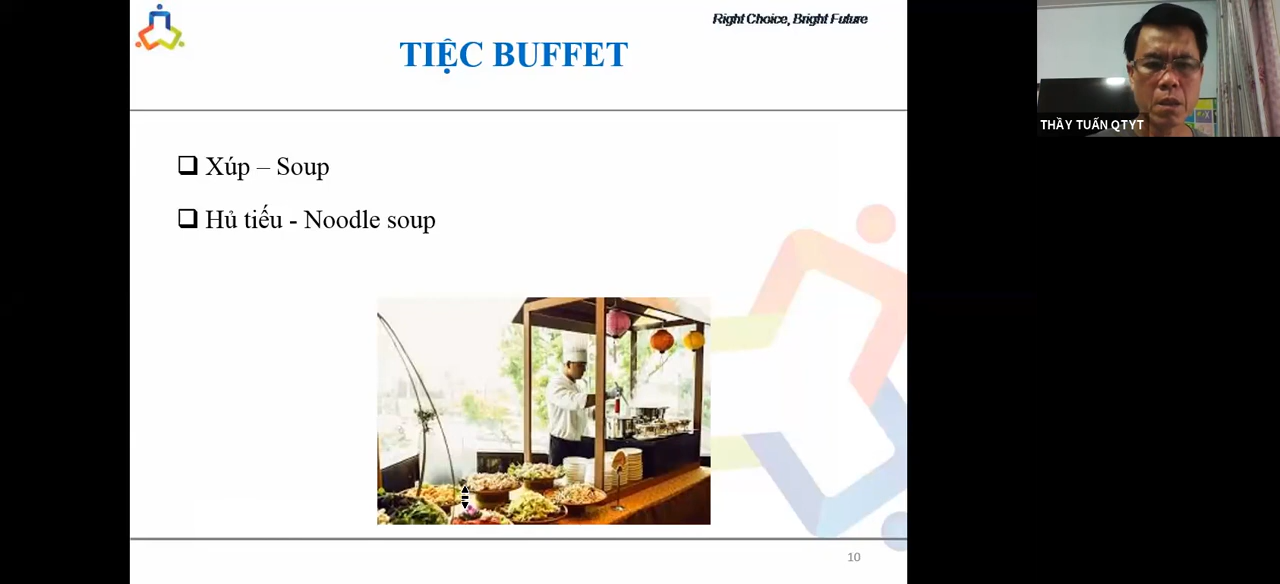 Right Choice, Bright Future
TIỆC BUFFET
THẦY TUẤN QTYT
Xúp – Soup
Hủ tiếu - Noodle soup
10